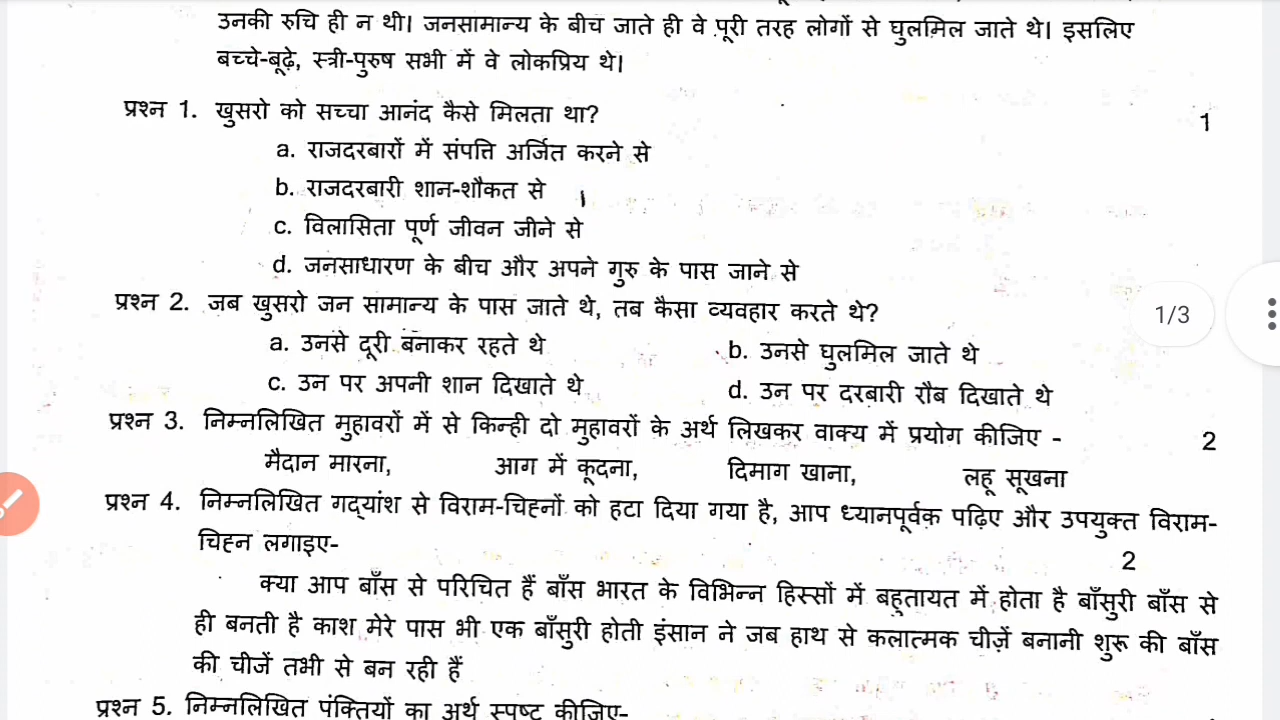 उनकी रुचि ही न थी। जनसामान्य के बीच जाते ही वे पूरी तरह लोगों से घुलमिल जाते थे। इसलिए
बच्चे-बूढ़े, स्त्री-पुरुष सभी में वे लोकप्रिय थे।
प्रश्न 1. खुसरो को सच्चा आनंद कैसे मिलता था? 1
a. राजदरबारों में संपत्ति अर्जित करने से
b. राजदरबारी शान-शौकत से
c. विलासिता पूर्ण जीवन जीने से
d. जनसाधारण के बीच और अपने गुरु के पास जाने से
प्रश्न 2. जब खुसरो जन सामान्य के पास जाते थे, तब कैसा व्यवहार करते थे?
1/3
a. उनसे दूरी बनाकर रहते थे b. उनसे घुलमिल जाते थे
c. उन पर अपनी शान दिखाते थे d. उन पर दरबारी रौब दिखाते थे
प्रश्न 3. निम्नलिखित मुहावरों में से किन्ही दो मुहावरों के अर्थ लिखकर वाक्य में प्रयोग कीजिए - 2
मैदान मारना, आग में कूदना, दिमाग खाना, लहू सूखना
प्रश्न 4. निम्नलिखित गद्यांश से विराम-चिह्नों को हटा दिया गया है, आप ध्यानपूर्वक पढ़िए और उपयुक्त विराम-
चिह्न लगाइए-
2
क्या आप बाँस से परिचित हैं बाँस भारत के विभिन्न हिस्सों में बहुतायत में होता है बाँसुरी बाँस से
ही बनती है काश मेरे पास भी एक बाँसुरी होती इंसान ने जब हाथ से कलात्मक चीज़ें बनानी शुरू की बाँस
की चीजें तभी से बन रही हैं
प्रश्न 5. निम्नलिखित पंक्तियों का अर्थ स्पष्ट कीजिए-